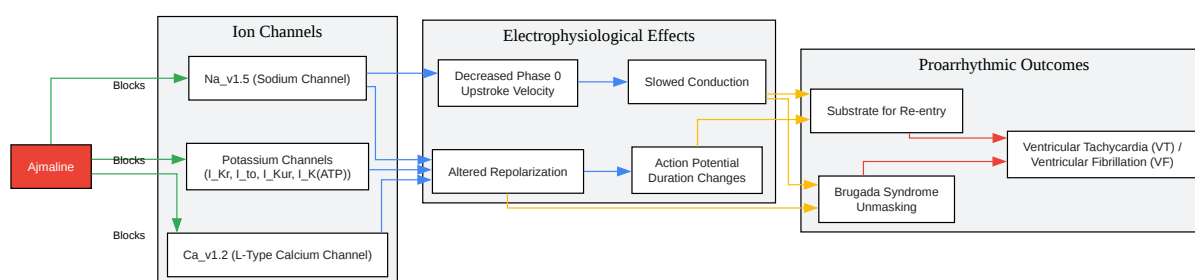 Ion Channels
Electrophysiological Effects
Proarrhythmic Outcomes
Ajmaline
Blocks
Blocks
Blocks
Na_v1.5 (Sodium Channel)
Potassium Channels
(I_Kr, I_to, I_Kur, I_K(ATP))
Ca_v1.2 (L-Type Calcium Channel)
Decreased Phase 0
Upstroke Velocity
Slowed Conduction
Altered Repolarization
Action Potential
Duration Changes
Substrate for Re-entry
Brugada Syndrome
Unmasking
Ventricular Tachycardia (VT) /
Ventricular Fibrillation (VF)